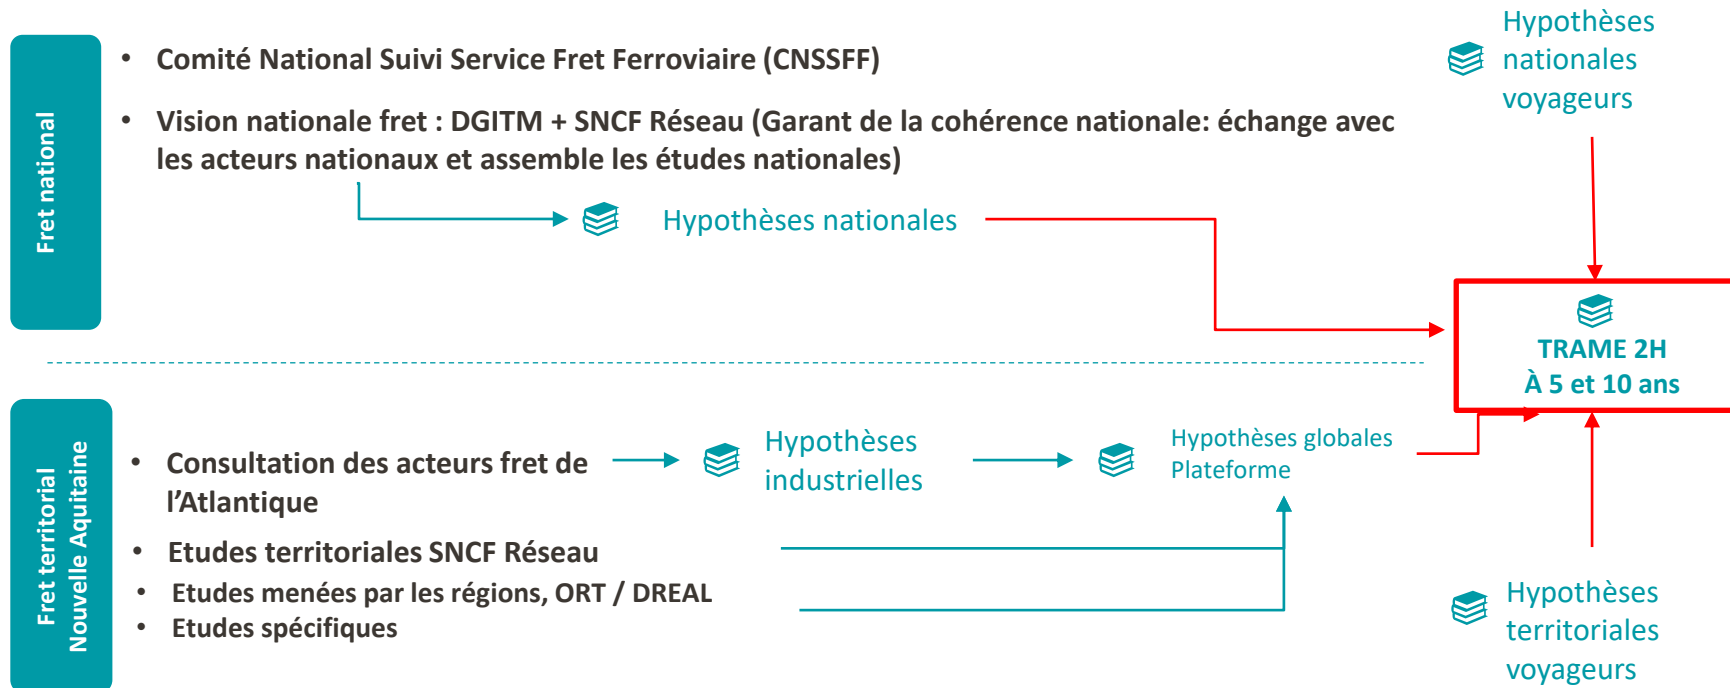 Fret national
• Comité National Suivi Service Fret Ferroviaire (CNSSFF)
• Vision nationale fret : DGITM + SNCF Réseau (Garant de la cohérence nationale: échange avec
les acteurs nationaux et assemble les études nationales)
Hypothèses nationales
Hypothèses
nationales
voyageurs
TRAME 2H
À 5 et 10 ans
Fret territorial
Nouvelle Aquitaine
• Consultation des acteurs fret de
l’Atlantique
Hypothèses
industrielles
Hypothèses globales
Plateforme
• Etudes territoriales SNCF Réseau
• Etudes menées par les régions, ORT / DREAL
• Etudes spécifiques
Hypothèses
territoriales
voyageurs